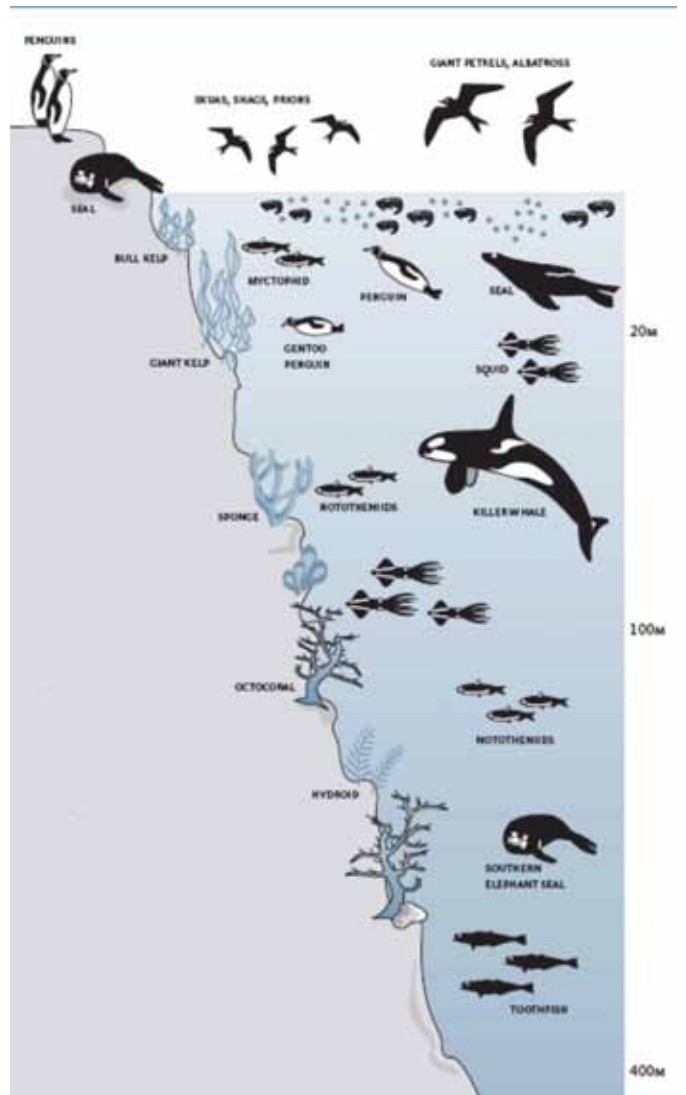 PENGUINS
GIANT PETRELS, ALBATROSS
SKUAS, SHAGS, PRIONS
SEAL
BULL KELP
MYCTOPHID
PENGUIN
SEAL
20M
GENTOO
PENGUIN
GIANT KELP
SQUID
NOTOTHENIIDS
SPONGE
KILLER WHALE
100M
OCTOCORAL
NOTOTHENIIDS
HYDROID
SOUTHERN
ELEPHANT SEAL
TOOTHFISH
400M